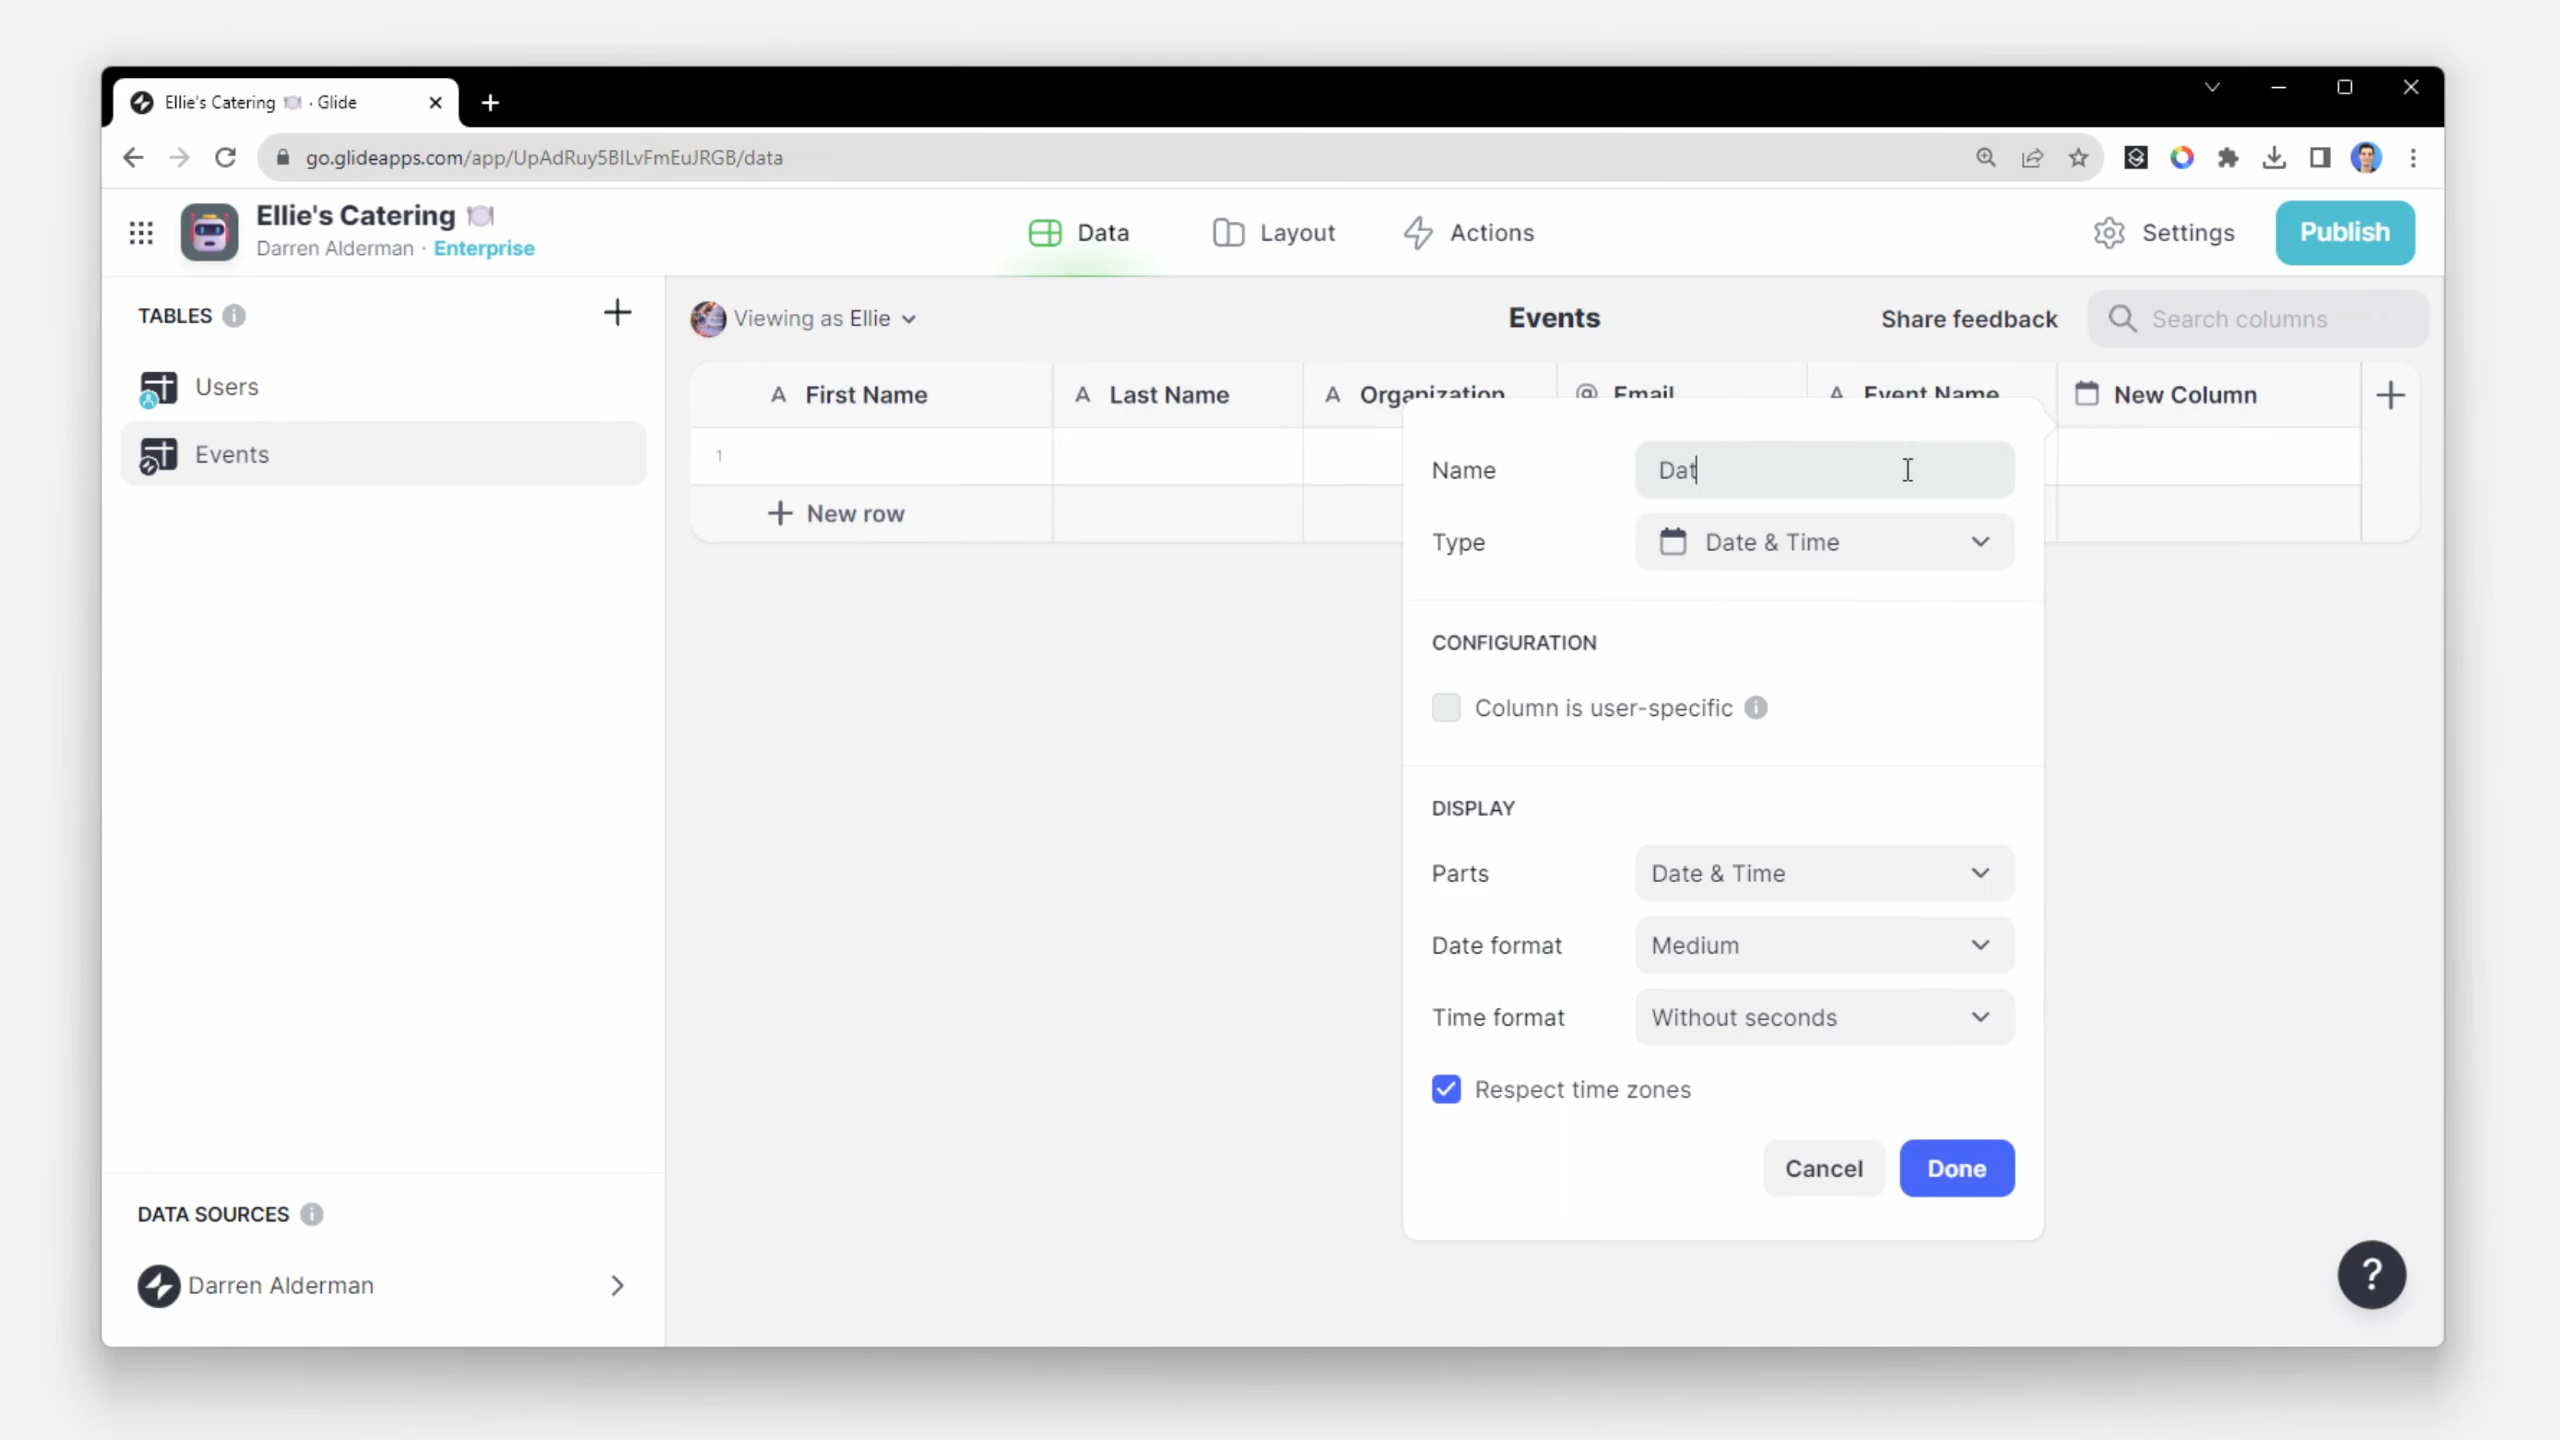 Ellie's Catering 🍽 · Glide
go.glideapps.com/app/UpAdRuy5BILvFmEuJRGB/data
Ellie's Catering 🍽
Darren Alderman · Enterprise
Data
Layout
Actions
Settings
Publish
TABLES
Users
Events
Viewing as Ellie
Events
Share feedback
Search columns
First Name
Last Name
Organization
Email
Event Name
New Column
1
New row
Name
Dat
Type
Date & Time
CONFIGURATION
Column is user-specific
DISPLAY
Parts
Date & Time
Date format
Medium
Time format
Without seconds
Respect time zones
Cancel
Done
DATA SOURCES
Darren Alderman
?